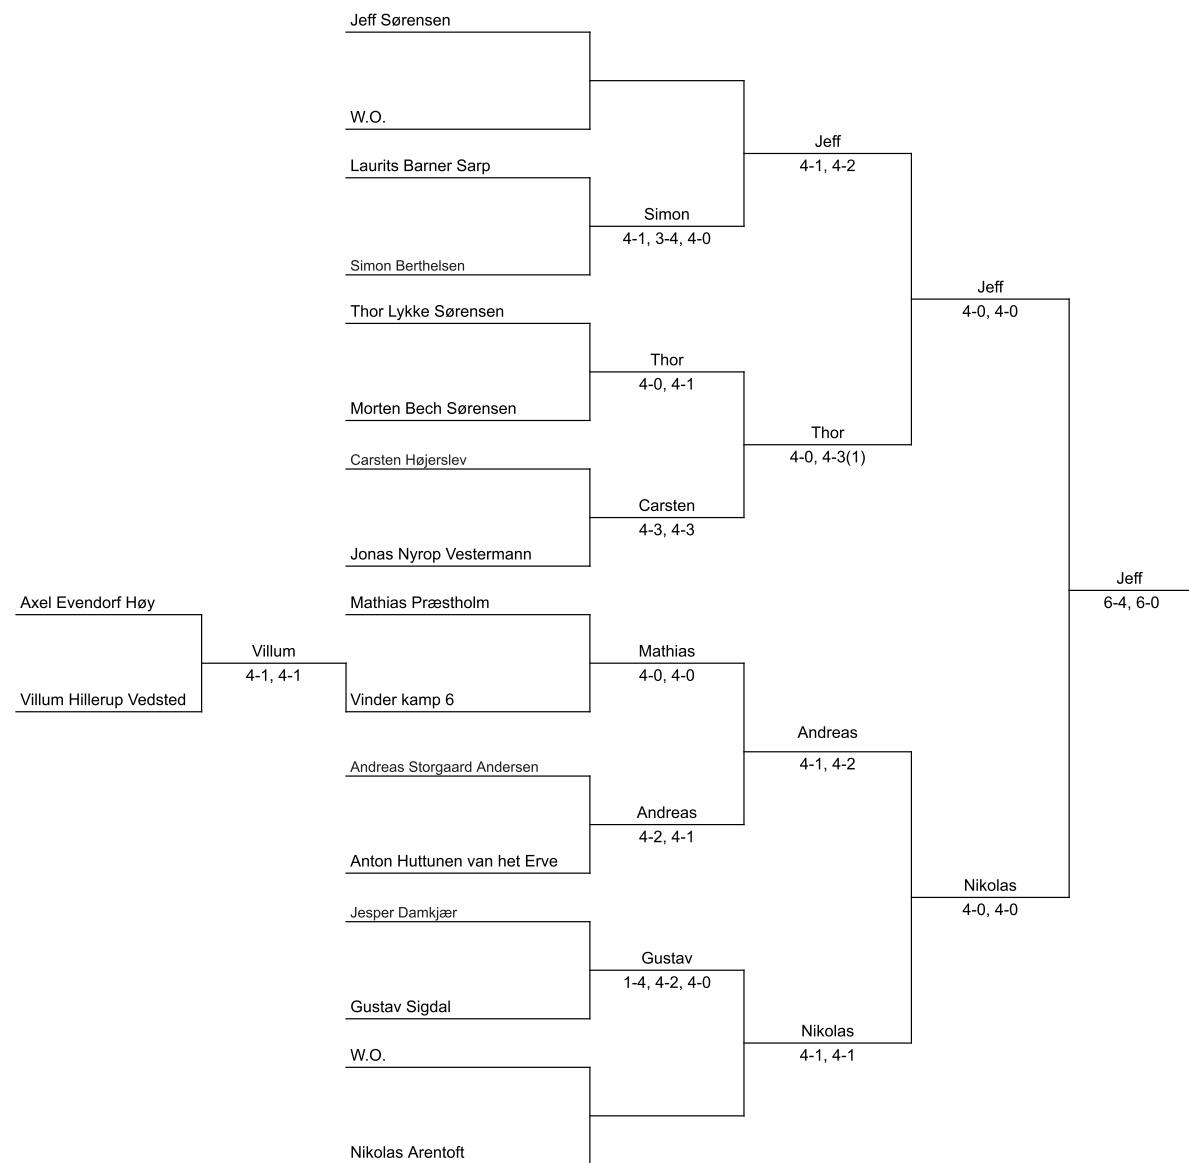 Jeff Sørensen
W.O.
Jeff
4-1, 4-2
Laurits Barner Sarp
Simon
4-1, 3-4, 4-0
Simon Berthelsen
Jeff
4-0, 4-0
Thor Lykke Sørensen
Thor
4-0, 4-1
Morten Bech Sørensen
Thor
4-0, 4-3(1)
Carsten Højerslev
Carsten
4-3, 4-3
Jonas Nyrop Vestermann
Jeff
6-4, 6-0
Axel Evendorf Høy
Mathias Præstholm
Villum
4-1, 4-1
Mathias
4-0, 4-0
Villum Hillerup Vedsted
Vinder kamp 6
Andreas
4-1, 4-2
Andreas Storgaard Andersen
Andreas
4-2, 4-1
Anton Huttunen van het Erve
Nikolas
4-0, 4-0
Jesper Damkjær
Gustav
1-4, 4-2, 4-0
Gustav Sigdal
Nikolas
4-1, 4-1
W.O.
Nikolas Arentoft